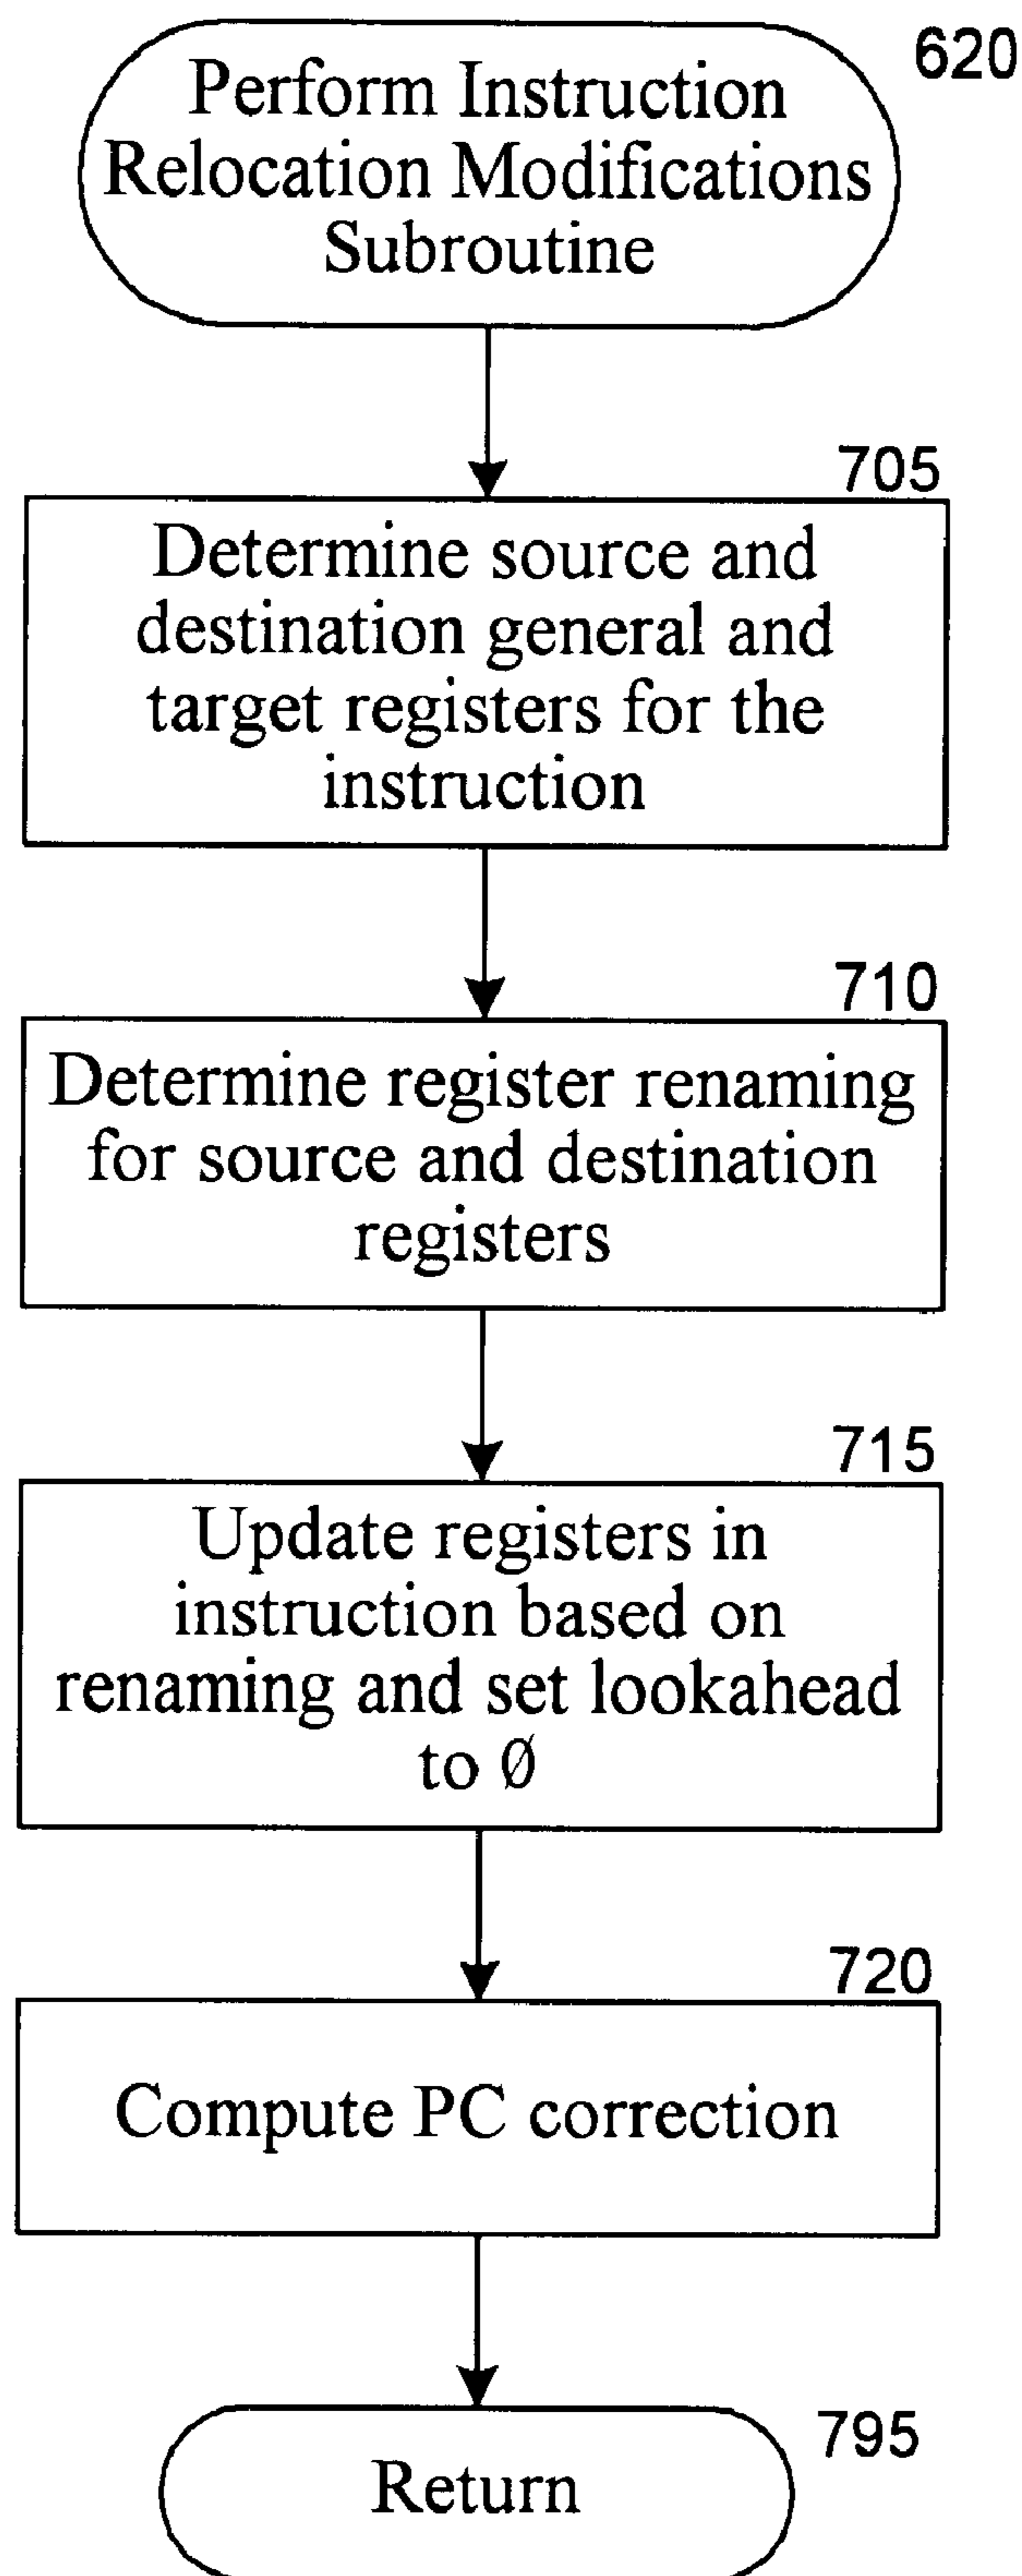 620
Perform Instruction
Relocation Modifications
Subroutine
705
Determine source and
destination general and
target registers for the
instruction
710
Determine register renaming
for source and destination
registers
715
Update registers in
instruction based on
renaming and set lookahead
to Ø
720
Compute PC correction
795
Return